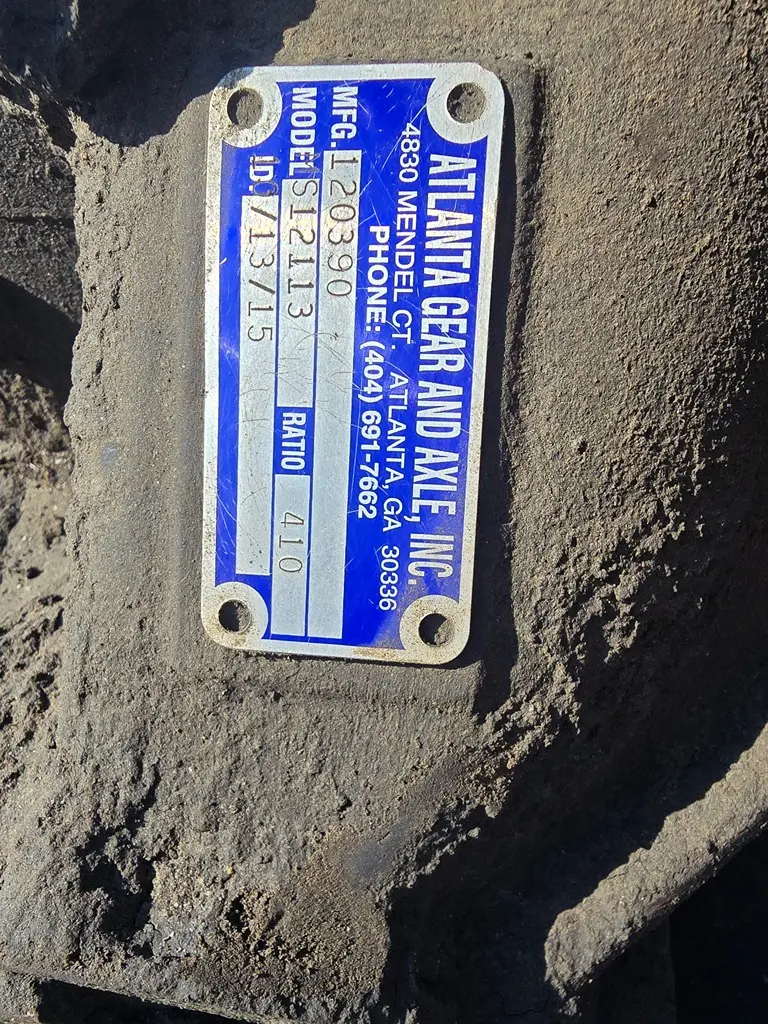 ATLANTA GEAR AND AXLE, INC.
4830 MENDEL CT. ATLANTA, GA 30336
PHONE: (404) 691-7662
MFG. 120390
MODEL S12113 RATIO 410
ID. /13/15